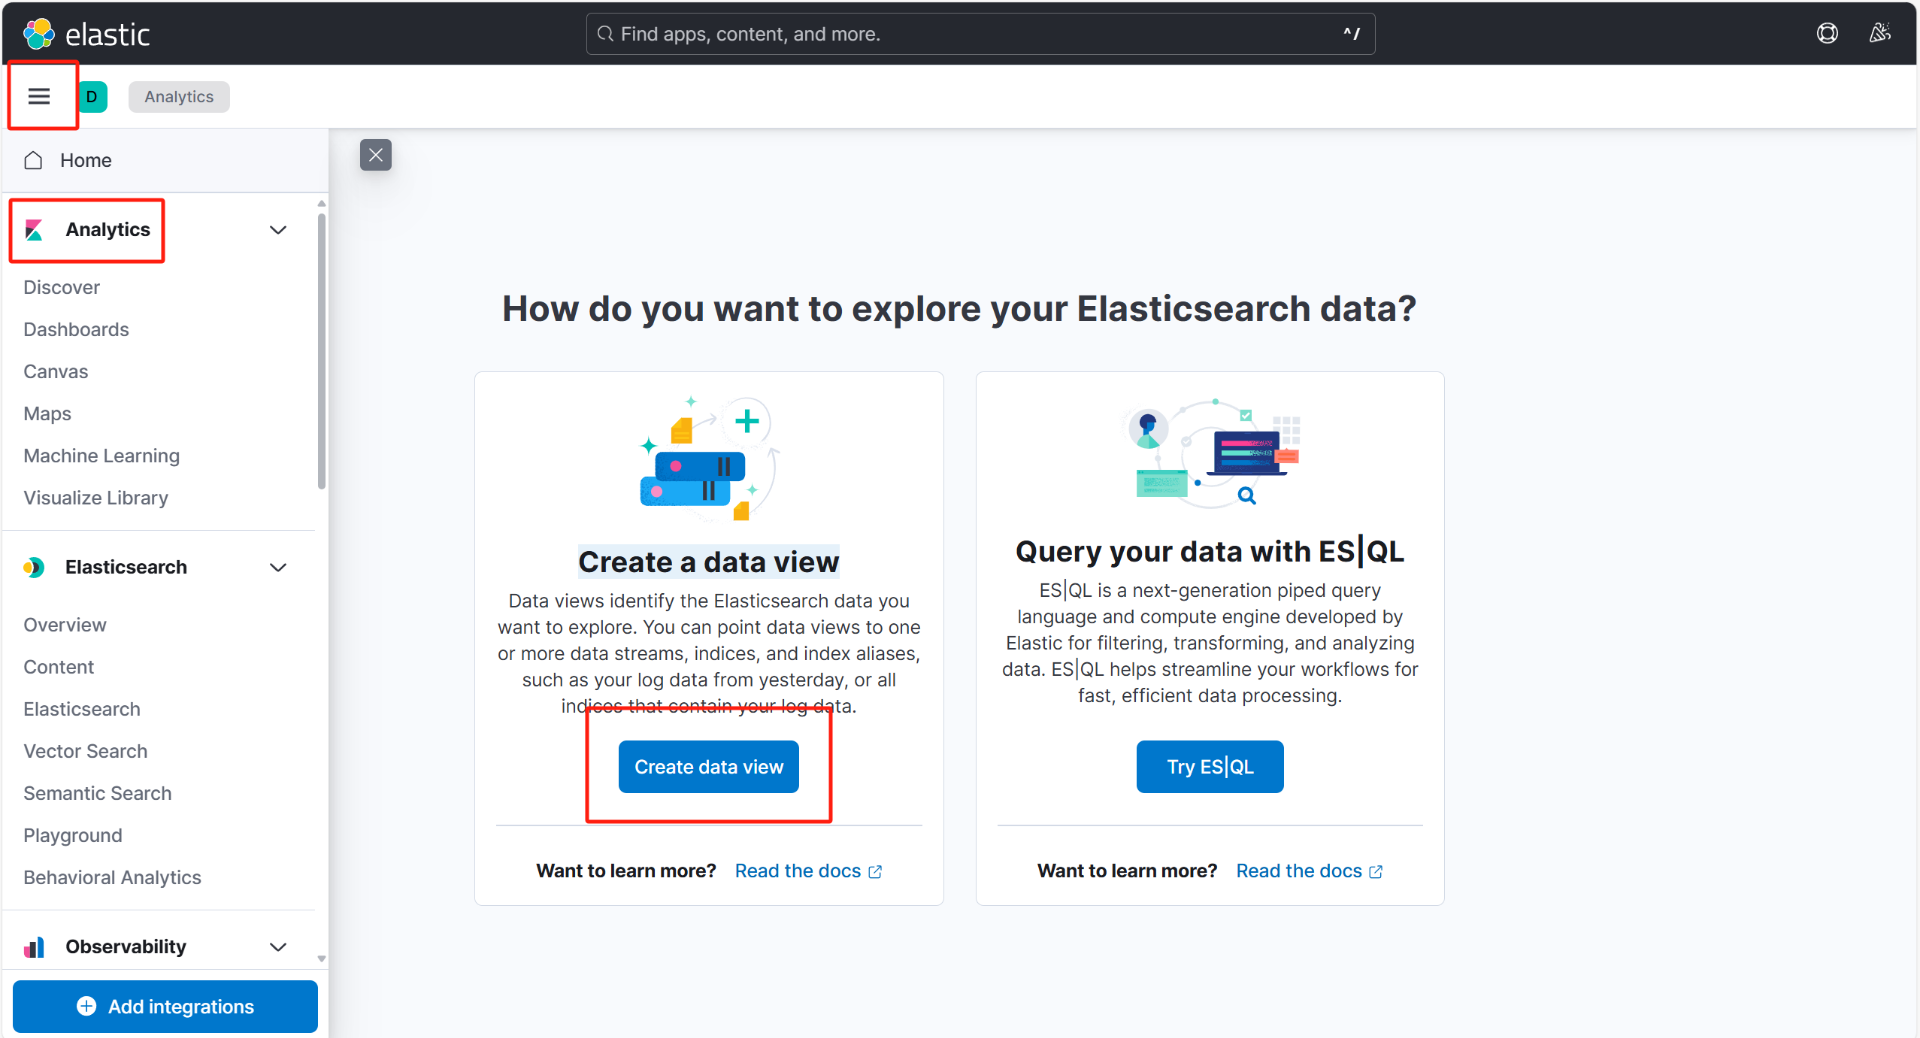 elastic
Find apps, content, and more.
^/
D
Analytics
Home
Analytics
Discover
Dashboards
Canvas
Maps
Machine Learning
Visualize Library
Elasticsearch
Overview
Content
Elasticsearch
Vector Search
Semantic Search
Playground
Behavioral Analytics
Observability
Add integrations
How do you want to explore your Elasticsearch data?
Create a data view
Data views identify the Elasticsearch data you
want to explore. You can point data views to one
or more data streams, indices, and index aliases,
such as your log data from yesterday, or all
indices that contain your log data.
Create data view
Want to learn more? Read the docs
Query your data with ES|QL
ES|QL is a next-generation piped query
language and compute engine developed by
Elastic for filtering, transforming, and analyzing
data. ES|QL helps streamline your workflows for
fast, efficient data processing.
Try ES|QL
Want to learn more? Read the docs